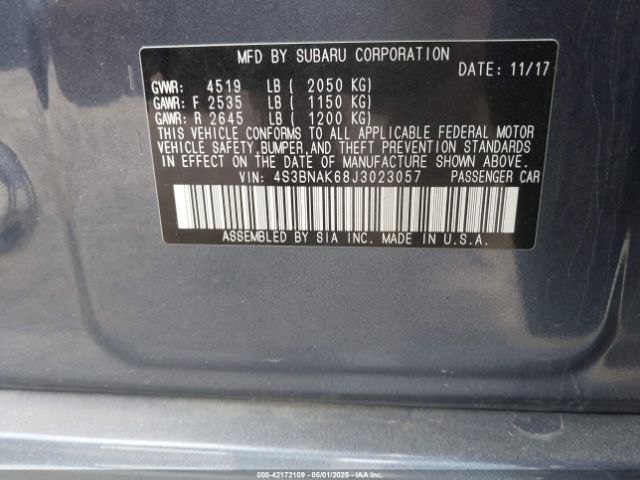 MFD BY SUBARU CORPORATION
DATE: 11/17
GVWR: 4519 LB ( 2050 KG)
GAWR: F 2535 LB ( 1150 KG)
GAWR: R 2645 LB ( 1200 KG)
THIS VEHICLE CONFORMS TO ALL APPLICABLE FEDERAL MOTOR
VEHICLE SAFETY, BUMPER, AND THEFT PREVENTION STANDARDS
IN EFFECT ON THE DATE OF MANUFACTURE SHOWN ABOVE.
VIN: 4S3BNAK68J3023057 PASSENGER CAR
ASSEMBLED BY SIA INC. MADE IN U.S.A.
000-42172109 05/01/2025 - IAAI.COM